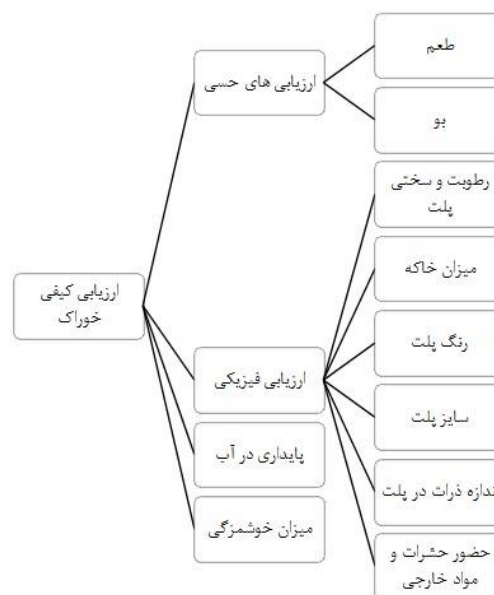 ارزیابی کیفی
خوراک
ارزیابی های حسی
طعم
بو
ارزیابی فیزیکی
رطوبت و سختی
پلت
میزان خاکه
رنگ پلت
سایز پلت
ندازه ذرات در پلت
حضور حشرات و
مواد خارجی
پایداری در آب
میزان خوشمزگی